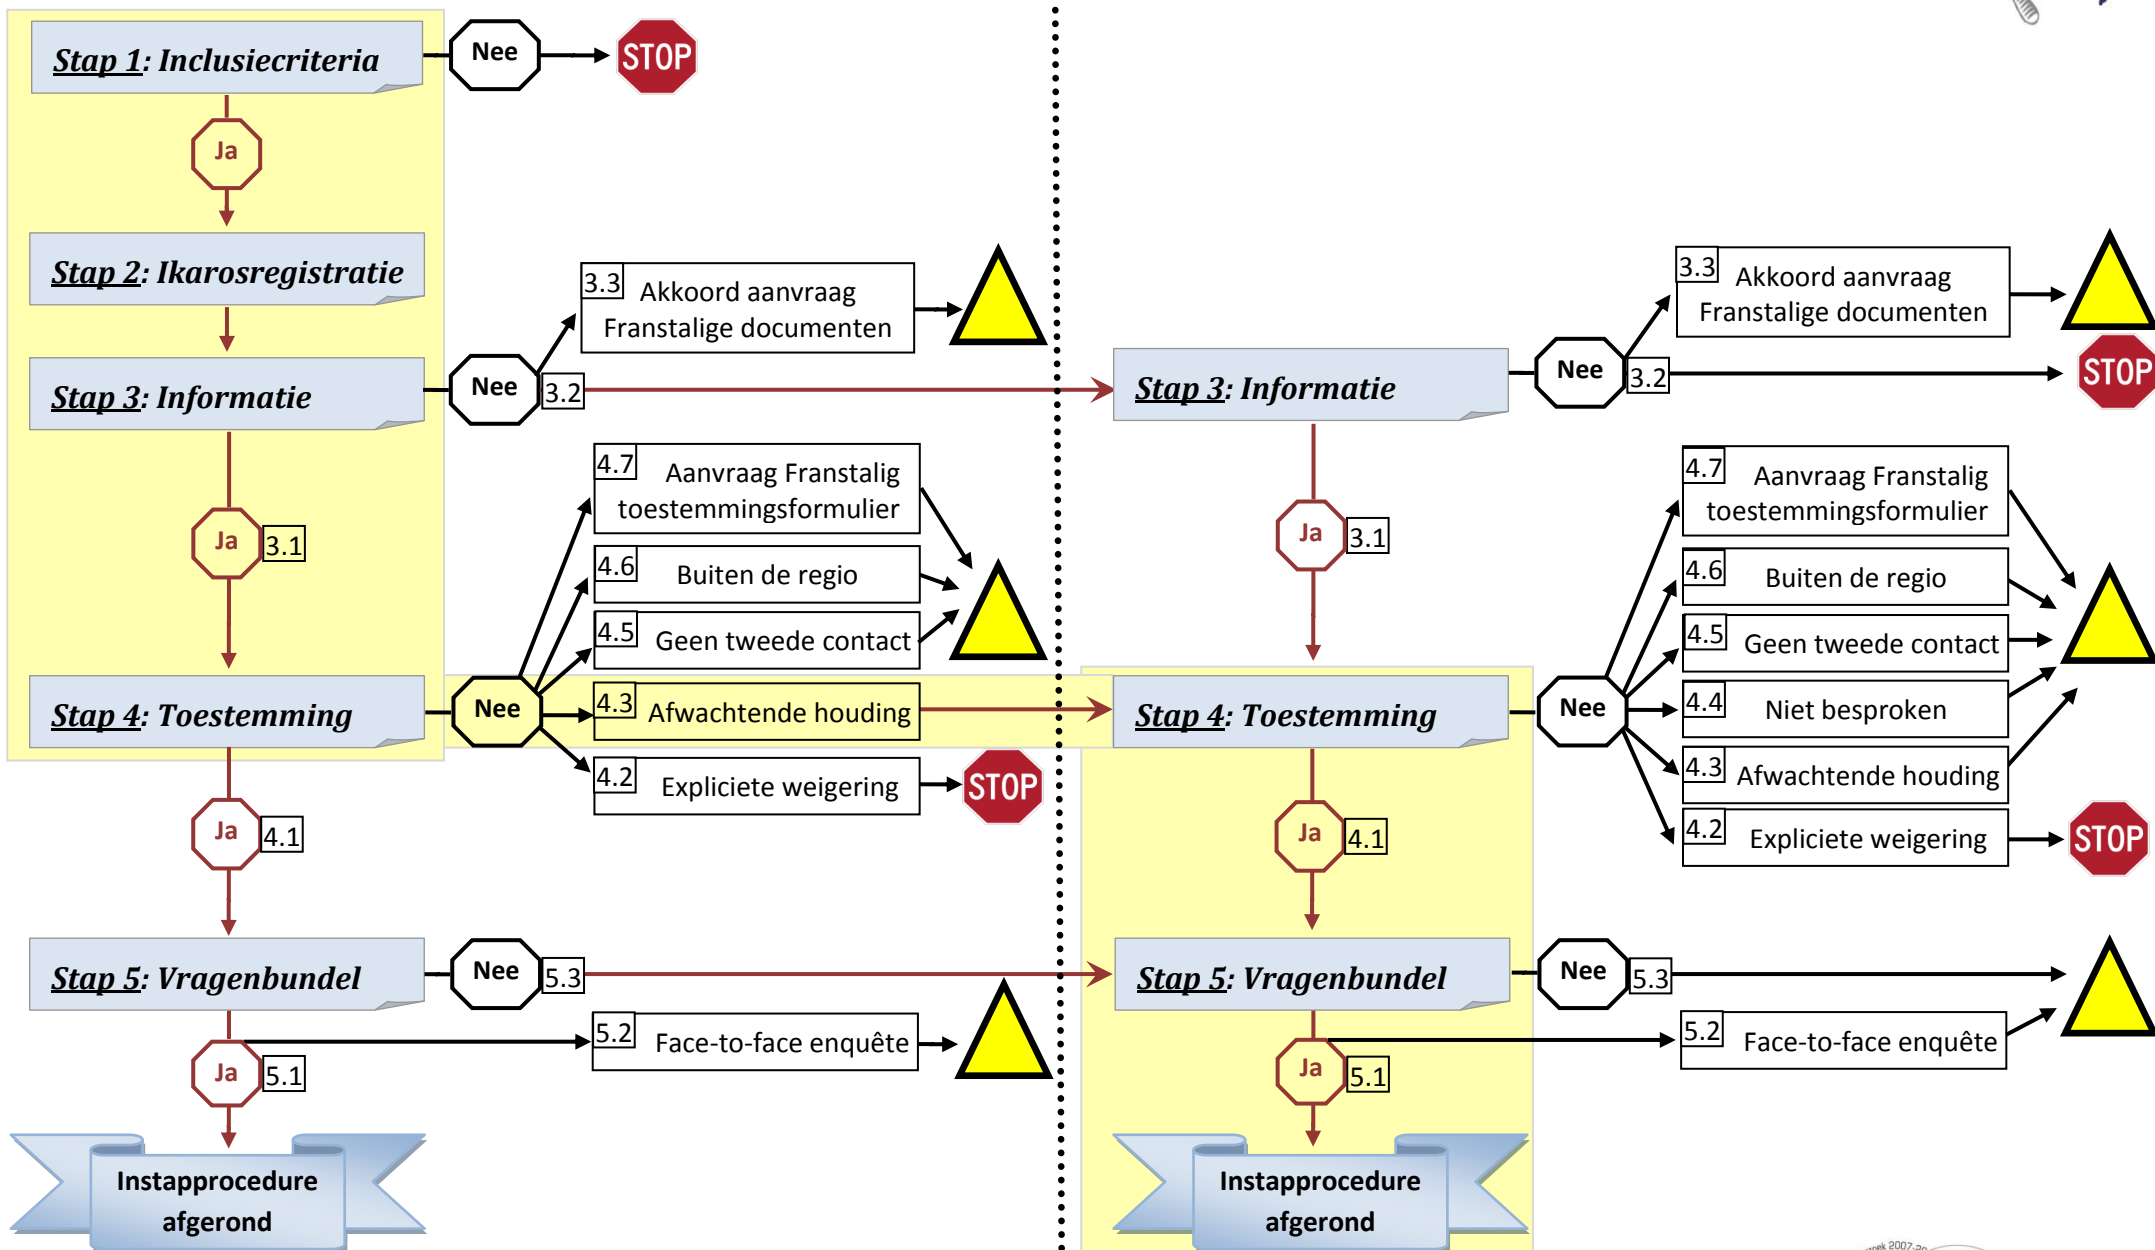 Stap 1: Inclusiecriteria
Nee
STOP
Ja
Stap 2: Ikarosregistratie
3.3
Akkoord aanvraag
Franstalige documenten
Stap 3: Informatie
Nee
3.2
4.7
Aanvraag Franstalig
toestemmingsformulier
Ja
3.1
4.6
Buiten de regio
4.5
Geen tweede contact
Stap 4: Toestemming
Nee
4.3
Afwachtende houding
4.2
Expliciete weigering
STOP
Ja
4.1
Stap 5: Vragenbundel
Nee
5.3
5.2
Face-to-face enquête
Ja
5.1
Instapprocedure
afgerond
3.3
Akkoord aanvraag
Franstalige documenten
Stap 3: Informatie
Nee
3.2
STOP
4.7
Aanvraag Franstalig
toestemmingsformulier
Ja
3.1
4.6
Buiten de regio
4.5
Geen tweede contact
Stap 4: Toestemming
Nee
4.4
Niet besproken
4.3
Afwachtende houding
4.2
Expliciete weigering
STOP
Ja
4.1
Stap 5: Vragenbundel
Nee
5.3
5.2
Face-to-face enquête
Ja
5.1
Instapprocedure
afgerond